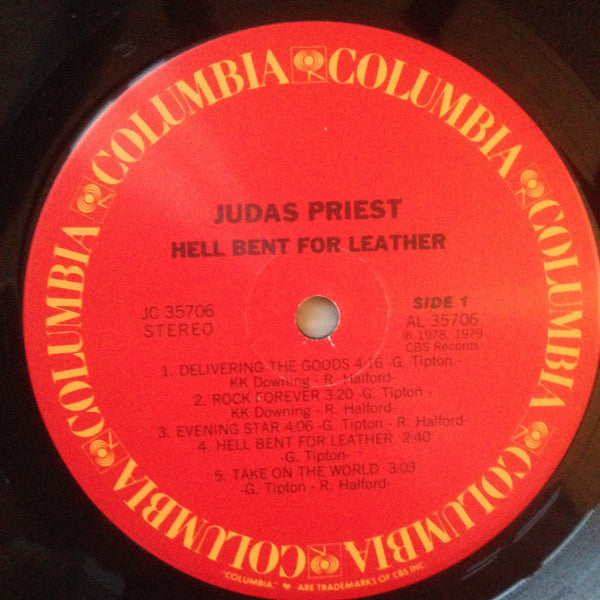 COLUMBIA COLUMBIA COLUMBIA COLUMBIA COLUMBIA COLUMBIA
JUDAS PRIEST
HELL BENT FOR LEATHER
JC 35706
STEREO
SIDE 1
AL 35706
℗ 1978, 1979
CBS Records
1. DELIVERING THE GOODS 4:16 -G. Tipton -
KK Downing - R. Halford-
2. ROCK FOREVER 3:20 -G. Tipton -
KK Downing - R. Halford-
3. EVENING STAR 4:06 -G. Tipton - R. Halford-
4. HELL BENT FOR LEATHER 2:40
-G. Tipton-
5. TAKE ON THE WORLD 3:03
-G. Tipton - R. Halford-
"COLUMBIA," ARE TRADEMARKS OF CBS INC.